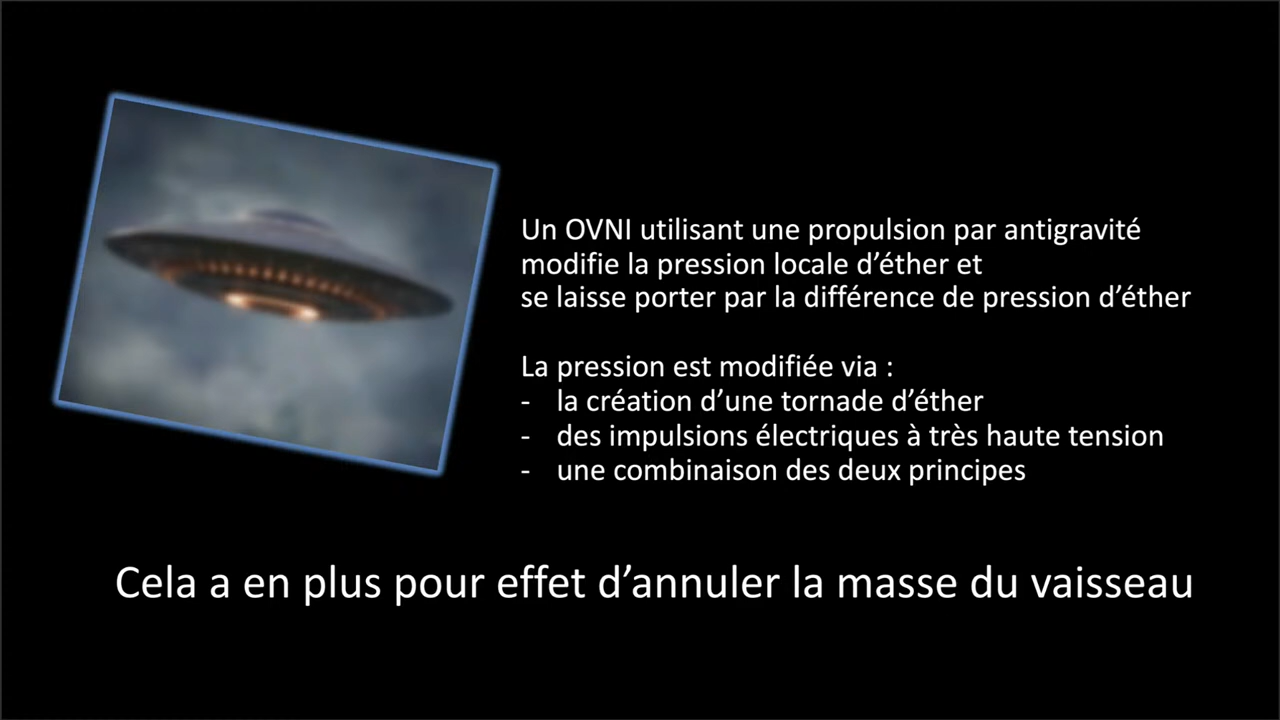 Un OVNI utilisant une propulsion par antigravité
modifie la pression locale d’éther et
se laisse porter par la différence de pression d’éther
La pression est modifiée via :
- la création d’une tornade d’éther
- des impulsions électriques à très haute tension
- une combinaison des deux principes
Cela a en plus pour effet d’annuler la masse du vaisseau